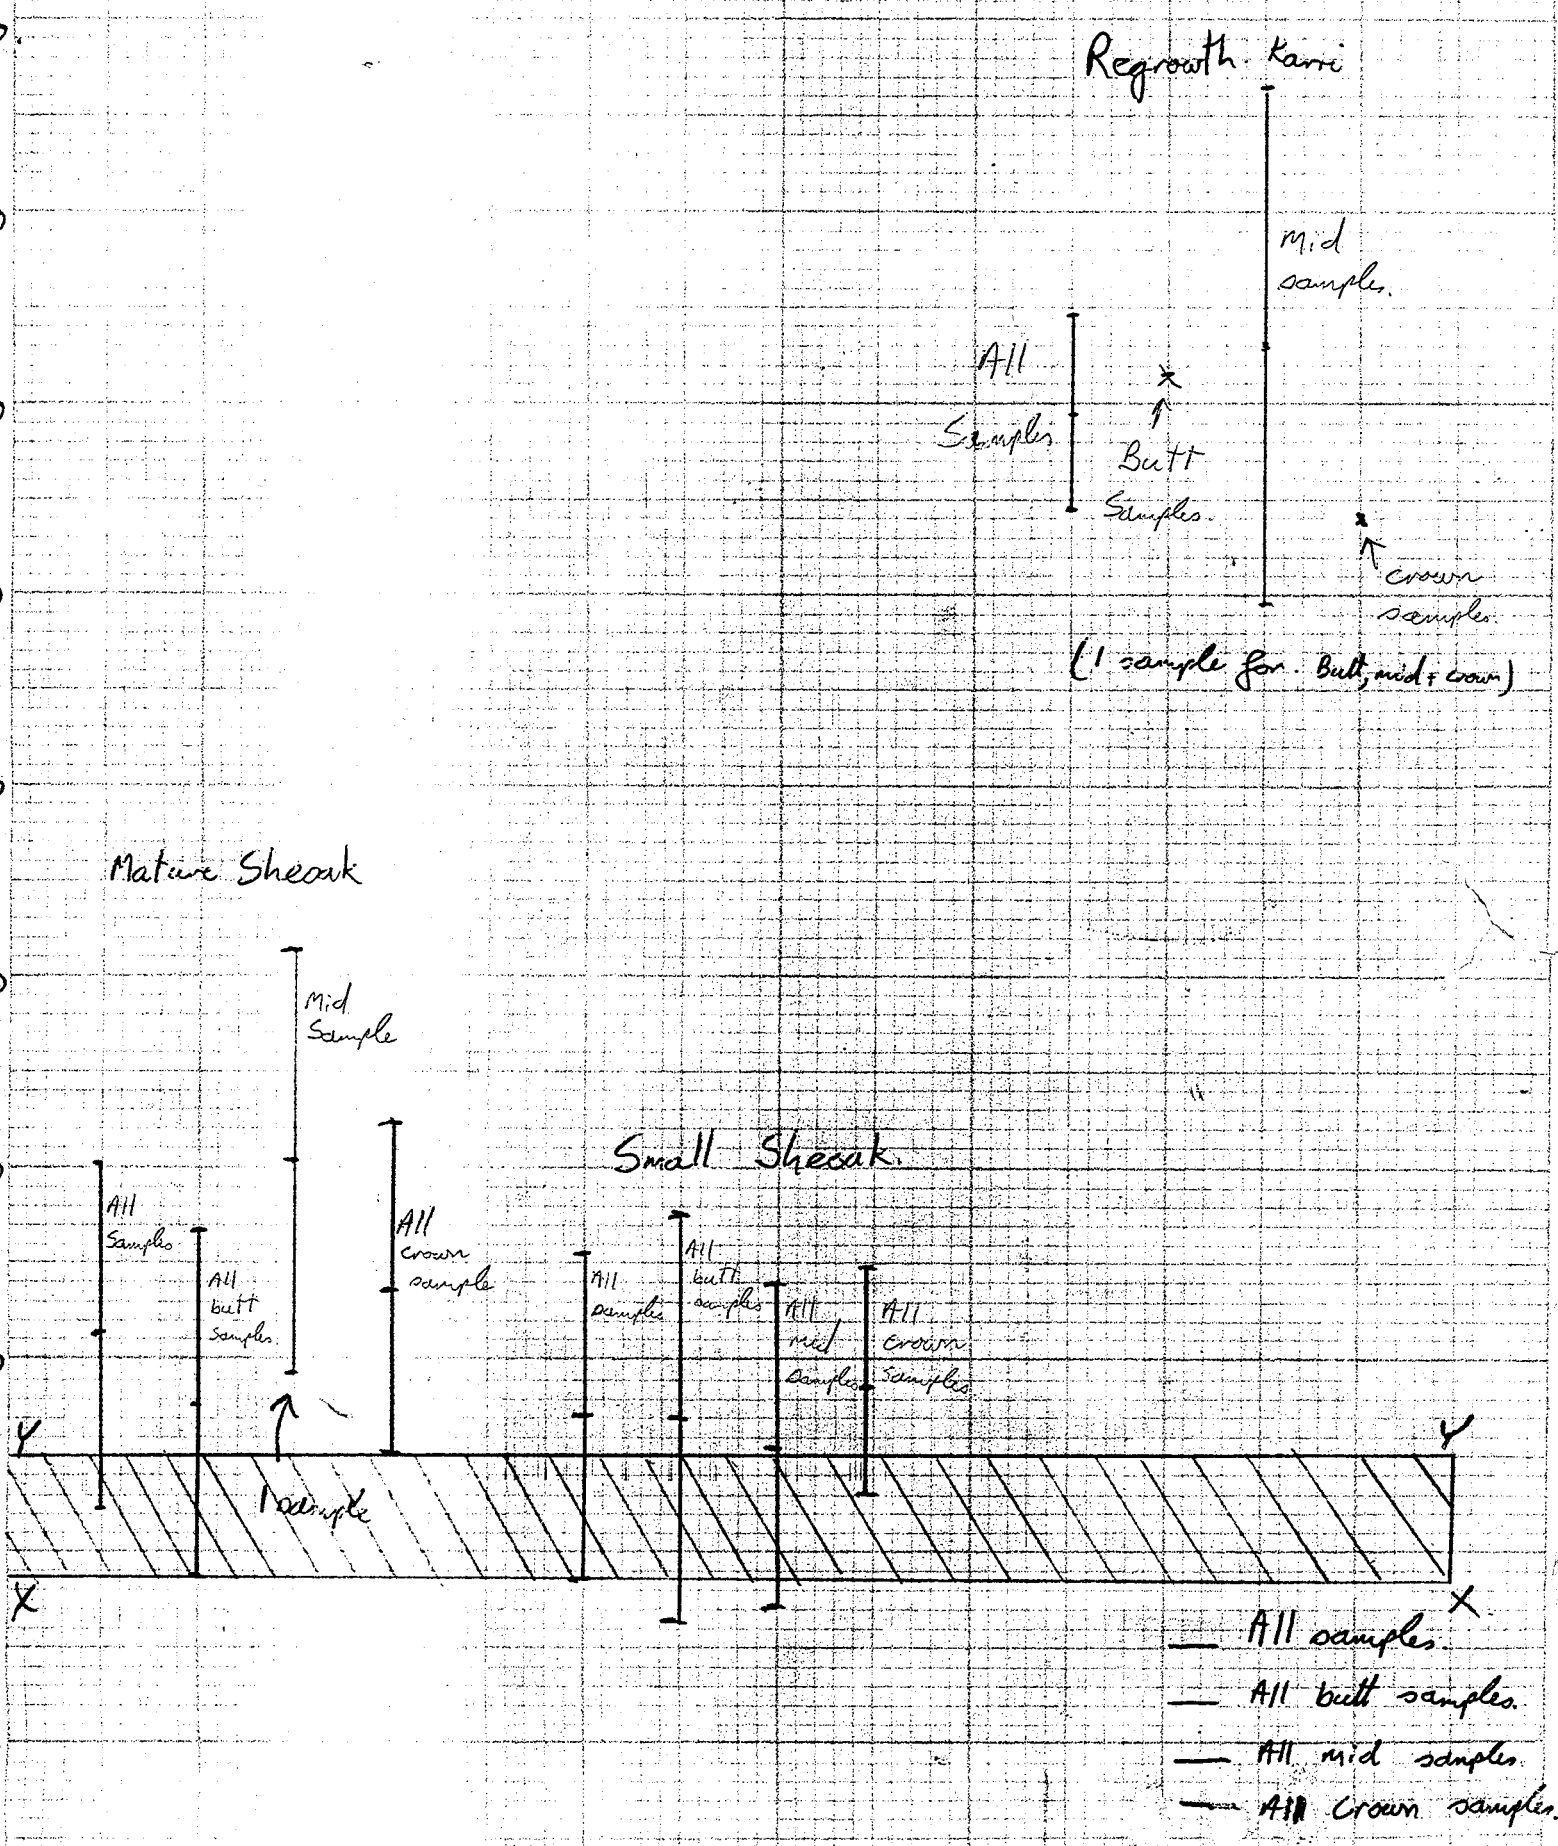 Regrowth Karri
Mid
samples.
All
Samples
Butt
Samples.
crown
samples.
(1 sample for Butt, mid + crown)
Mature Sheoak
Mid
Sample
All
Samples
All
butt
Samples.
All
crown
sample
1 sample
Small Sheoak.
All
samples
All
butt
samples
All
mid
samples
All
crown
Samples
Y
Y
X
X
All samples.
All butt samples.
All mid samples.
All Crown samples.